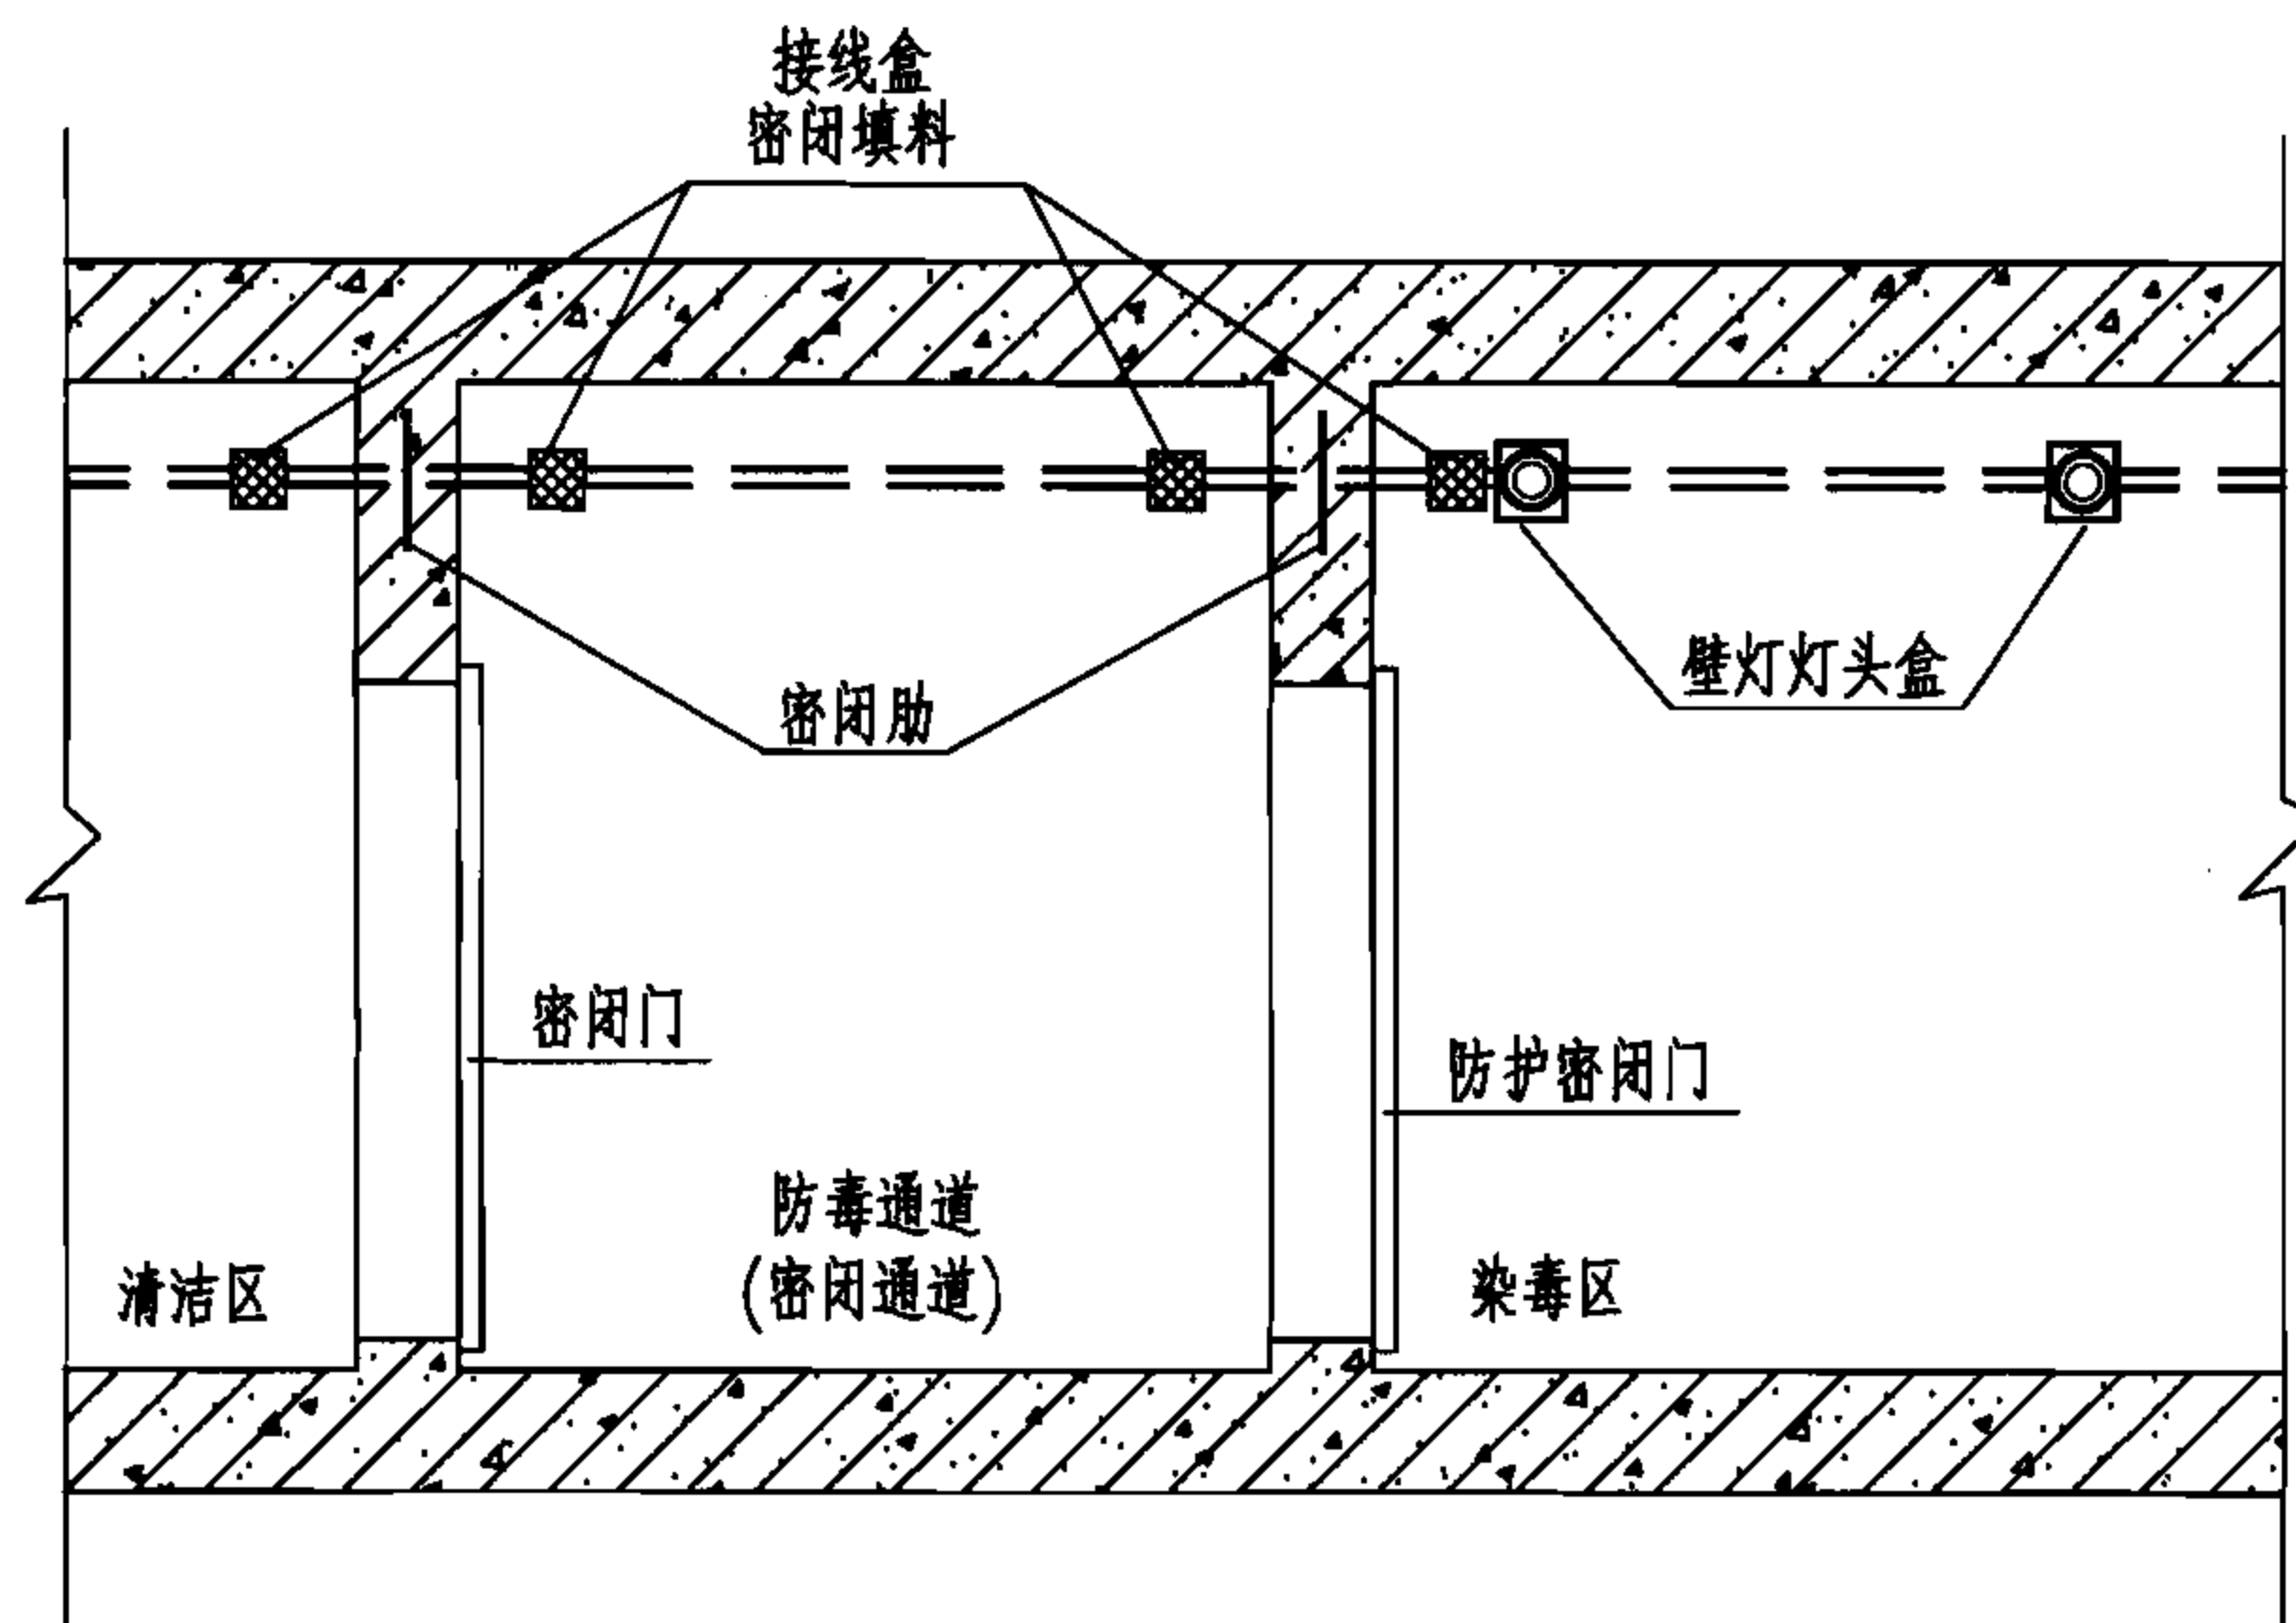 接线盒
密闭填料
壁灯灯头盒
密闭肋
密闭门
防护密闭门
防毒通道
(密闭通道)
清洁区
染毒区